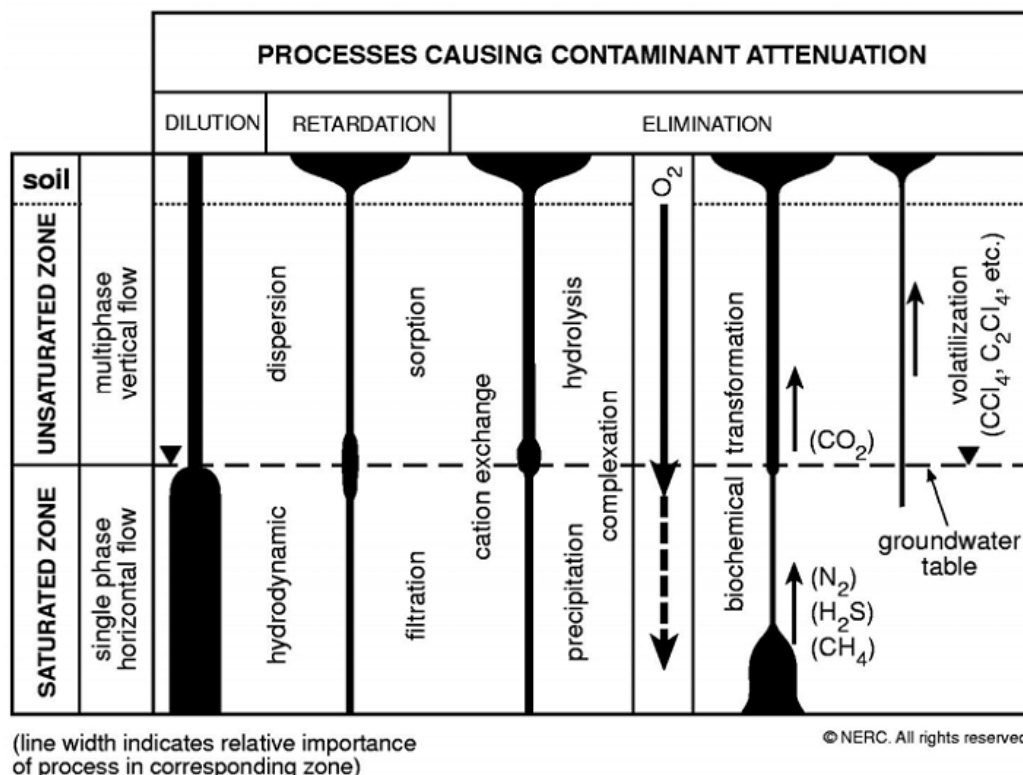 PROCESSES CAUSING CONTAMINANT ATTENUATION
DILUTION
RETARDATION
ELIMINATION
soil
UNSATURATED ZONE
SATURATED ZONE
multiphase
vertical flow
single phase
horizontal flow
hydrodynamic
dispersion
filtration
sorption
cation exchange
precipitation
hydrolysis
complexation
O₂
biochemical transformation
(CO₂)
(N₂)
(H₂S)
(CH₄)
volatilization
(CCl₄, C₂Cl₄, etc.)
groundwater
table
(line width indicates relative importance
of process in corresponding zone)
© NERC. All rights reserved